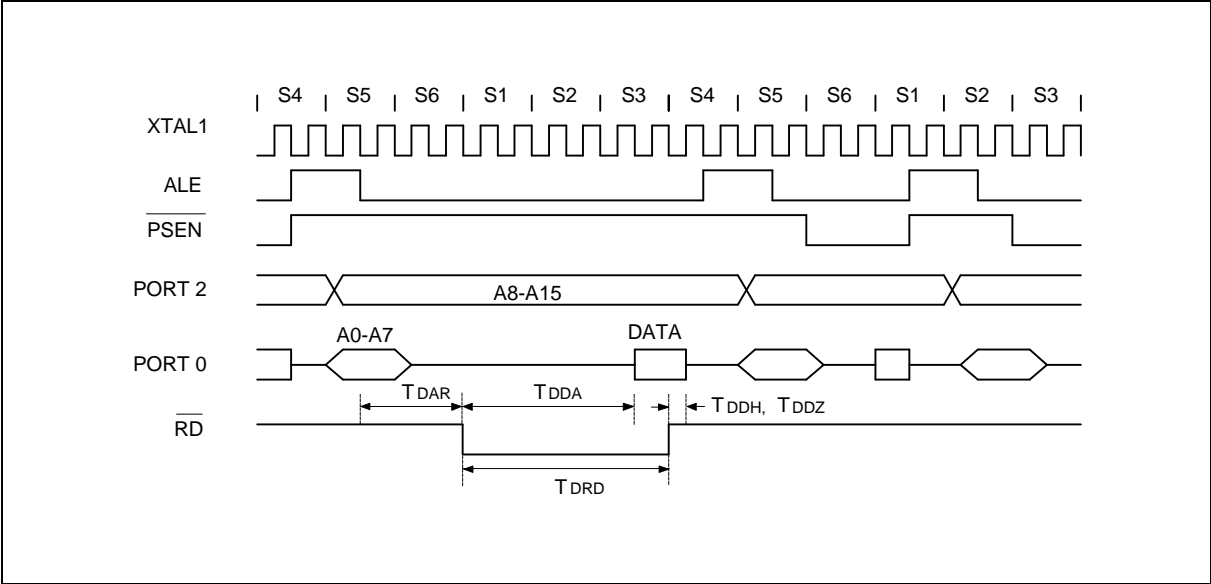 S4 S5 S6 S1 S2 S3 S4 S5 S6 S1 S2 S3
XTAL1
ALE
PSEN
PORT 2
A8-A15
A0-A7
DATA
PORT 0
TDAR
TDDA
TDDH, TDDZ
RD
TDRD